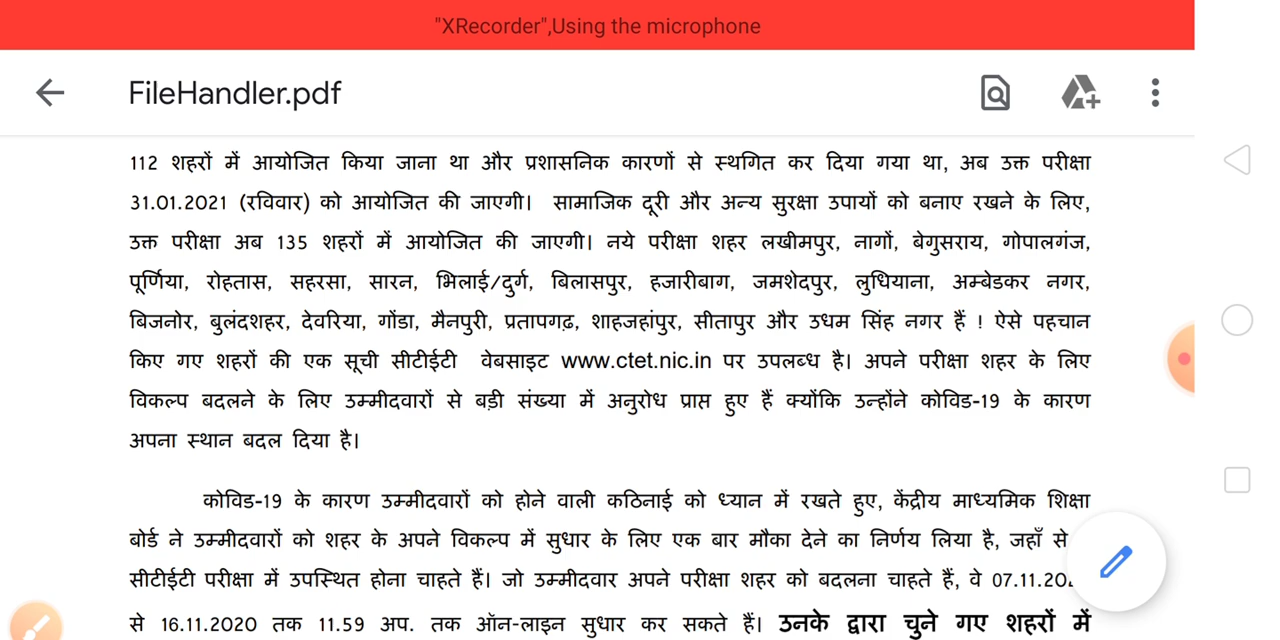 "XRecorder",Using the microphone
FileHandler.pdf
112 शहरों में आयोजित किया जाना था और प्रशासनिक कारणों से स्थगित कर दिया गया था, अब उक्त परीक्षा
31.01.2021 (रविवार) को आयोजित की जाएगी। सामाजिक दूरी और अन्य सुरक्षा उपायों को बनाए रखने के लिए,
उक्त परीक्षा अब 135 शहरों में आयोजित की जाएगी। नये परीक्षा शहर लखीमपुर, नागों, बेगुसराय, गोपालगंज,
पूर्णिया, रोहतास, सहरसा, सारन, भिलाई/दुर्ग, बिलासपुर, हजारीबाग, जमशेदपुर, लुधियाना, अम्बेडकर नगर,
बिजनोर, बुलंदशहर, देवरिया, गोंडा, मैनपुरी, प्रतापगढ़, शाहजहांपुर, सीतापुर और उधम सिंह नगर हैं ! ऐसे पहचान
किए गए शहरों की एक सूची सीटीईटी वेबसाइट www.ctet.nic.in पर उपलब्ध है। अपने परीक्षा शहर के लिए
विकल्प बदलने के लिए उम्मीदवारों से बड़ी संख्या में अनुरोध प्राप्त हुए हैं क्योंकि उन्होंने कोविड-19 के कारण
अपना स्थान बदल दिया है।
कोविड-19 के कारण उम्मीदवारों को होने वाली कठिनाई को ध्यान में रखते हुए, केंद्रीय माध्यमिक शिक्षा
बोर्ड ने उम्मीदवारों को शहर के अपने विकल्प में सुधार के लिए एक बार मौका देने का निर्णय लिया है, जहाँ से
सीटीईटी परीक्षा में उपस्थित होना चाहते हैं। जो उम्मीदवार अपने परीक्षा शहर को बदलना चाहते हैं, वे
से 16.11.2020 तक 11.59 अप. तक ऑन-लाइन सुधार कर सकते हैं। उनके द्वारा चुने गए शहरों में